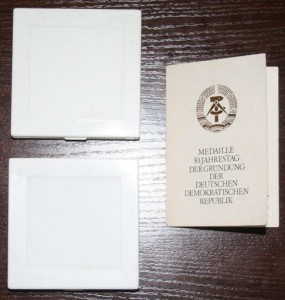 MEDAILLE
30. JAHRESTAG
DER GRÜNDUNG
DER
DEUTSCHEN
DEMOKRATISCHEN
REPUBLIK